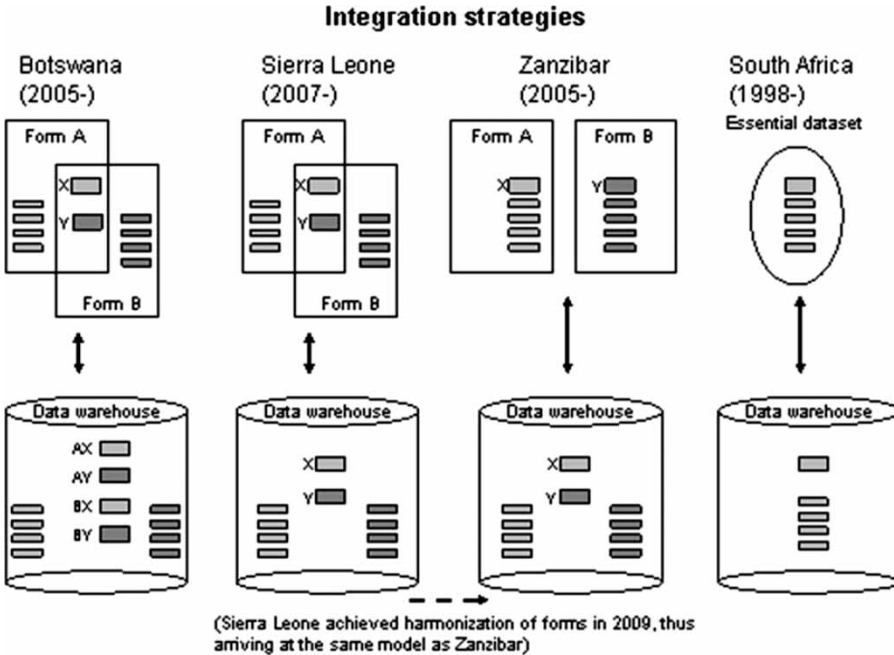 Integration strategies
Botswana
(2005-)
Sierra Leone
(2007-)
Zanzibar
(2005-)
South Africa
(1998-)
Essential dataset
Form A
X
Y
Form B
Form A
X
Y
Form B
Form A
X
Form B
Y
Data warehouse
AX
AY
BX
BY
Data warehouse
X
Y
Data warehouse
X
Y
Data warehouse
(Sierra Leone achieved harmonization of forms in 2009, thus
arriving at the same model as Zanzibar)